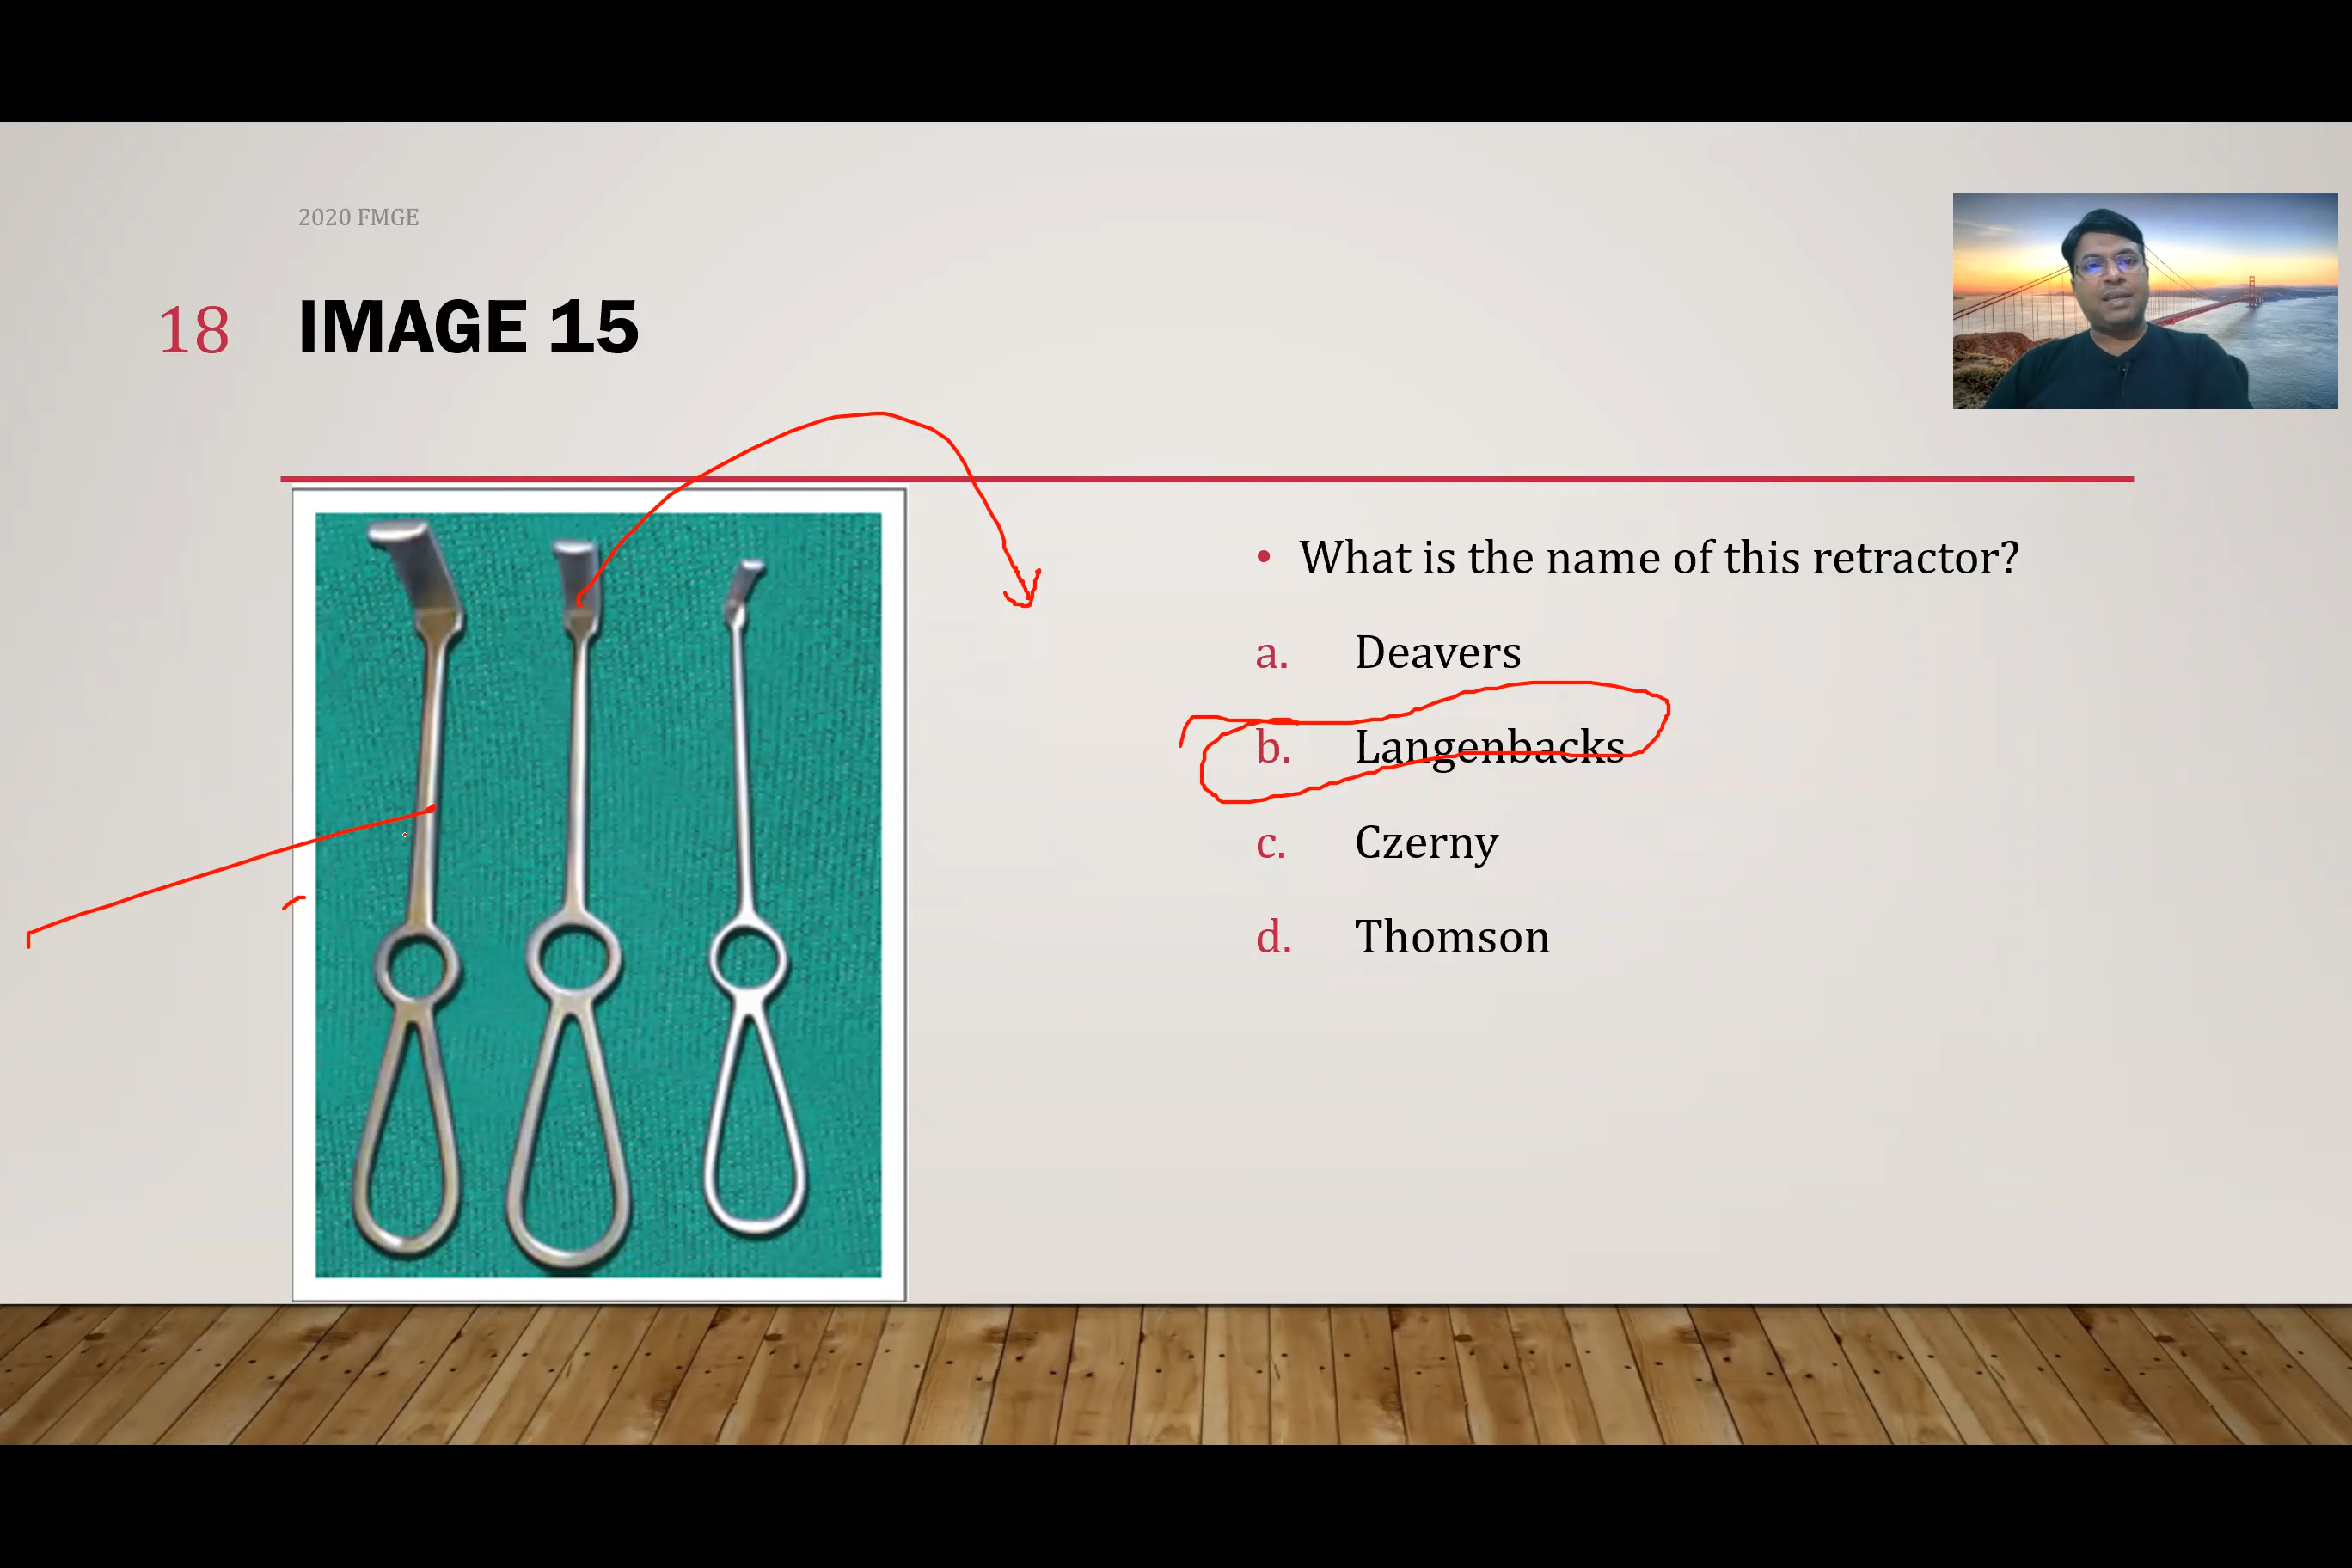 2020 FMGE
18 IMAGE 15
• What is the name of this retractor?
a. Deavers
b. Langenbacks
c. Czerny
d. Thomson